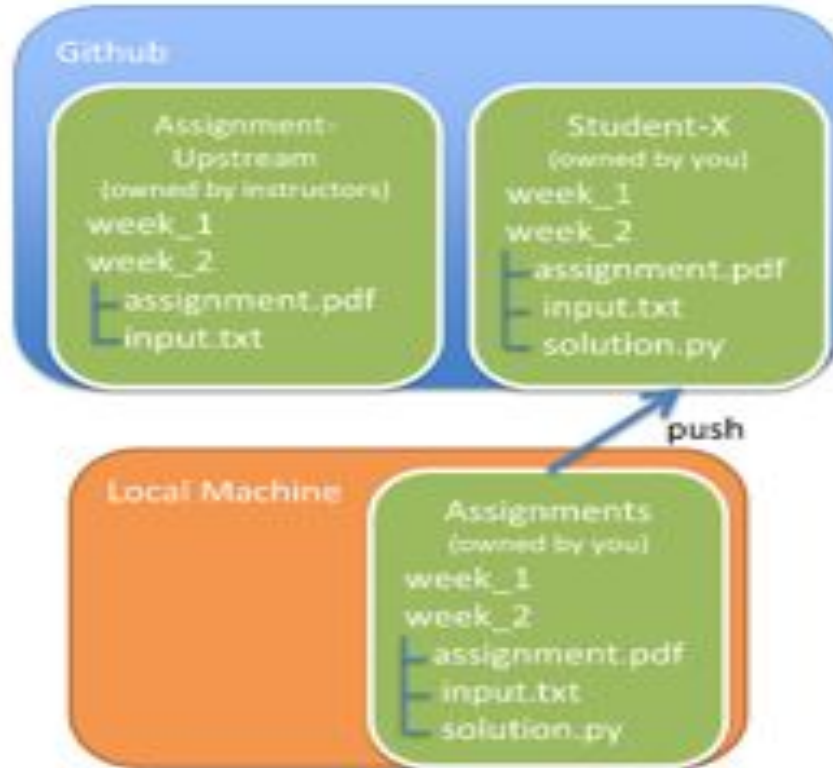 Github
Assignment-
Upstream
(owned by instructors)
week_1
week_2
assignment.pdf
input.txt
Student-X
(owned by you)
week_1
week_2
assignment.pdf
input.txt
solution.py
push
Local Machine
Assignments
(owned by you)
week_1
week_2
assignment.pdf
input.txt
solution.py